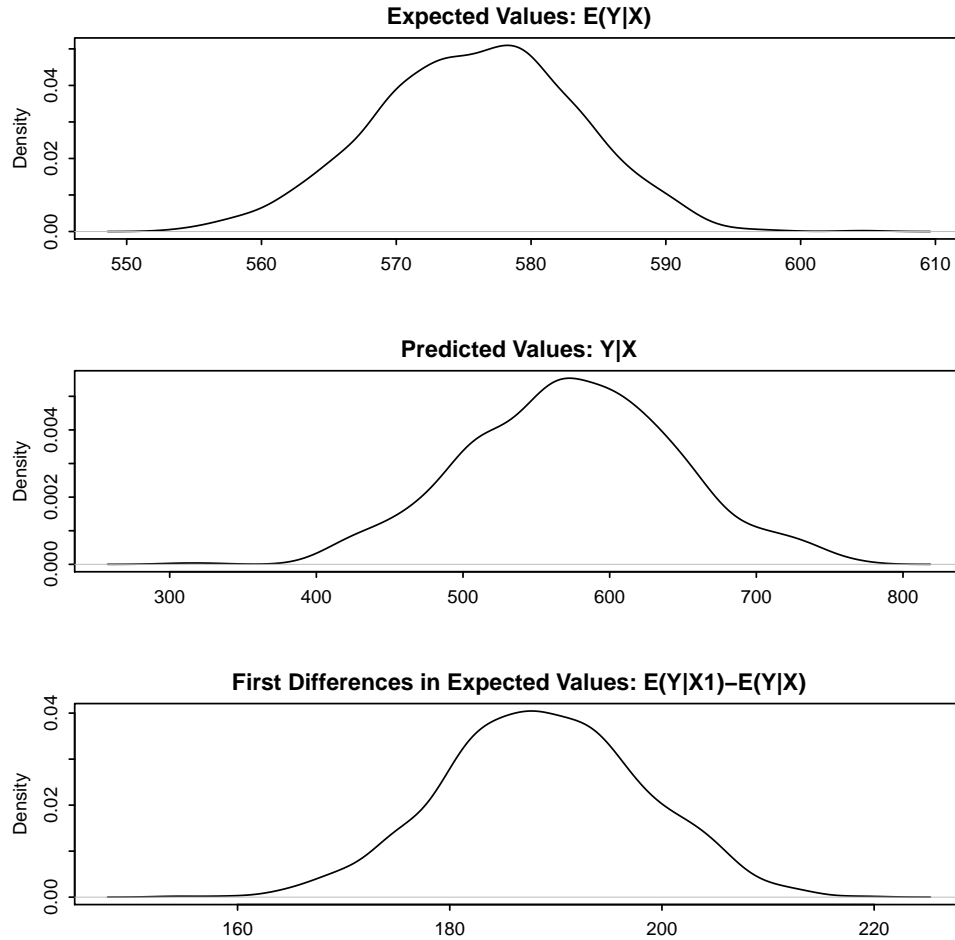 Expected Values: E(Y|X)
Density
0.00 0.02 0.04
550 560 570 580 590 600 610
Predicted Values: Y|X
Density
0.000 0.002 0.004
300 400 500 600 700 800
First Differences in Expected Values: E(Y|X1)−E(Y|X)
Density
0.00 0.02 0.04
160 180 200 220